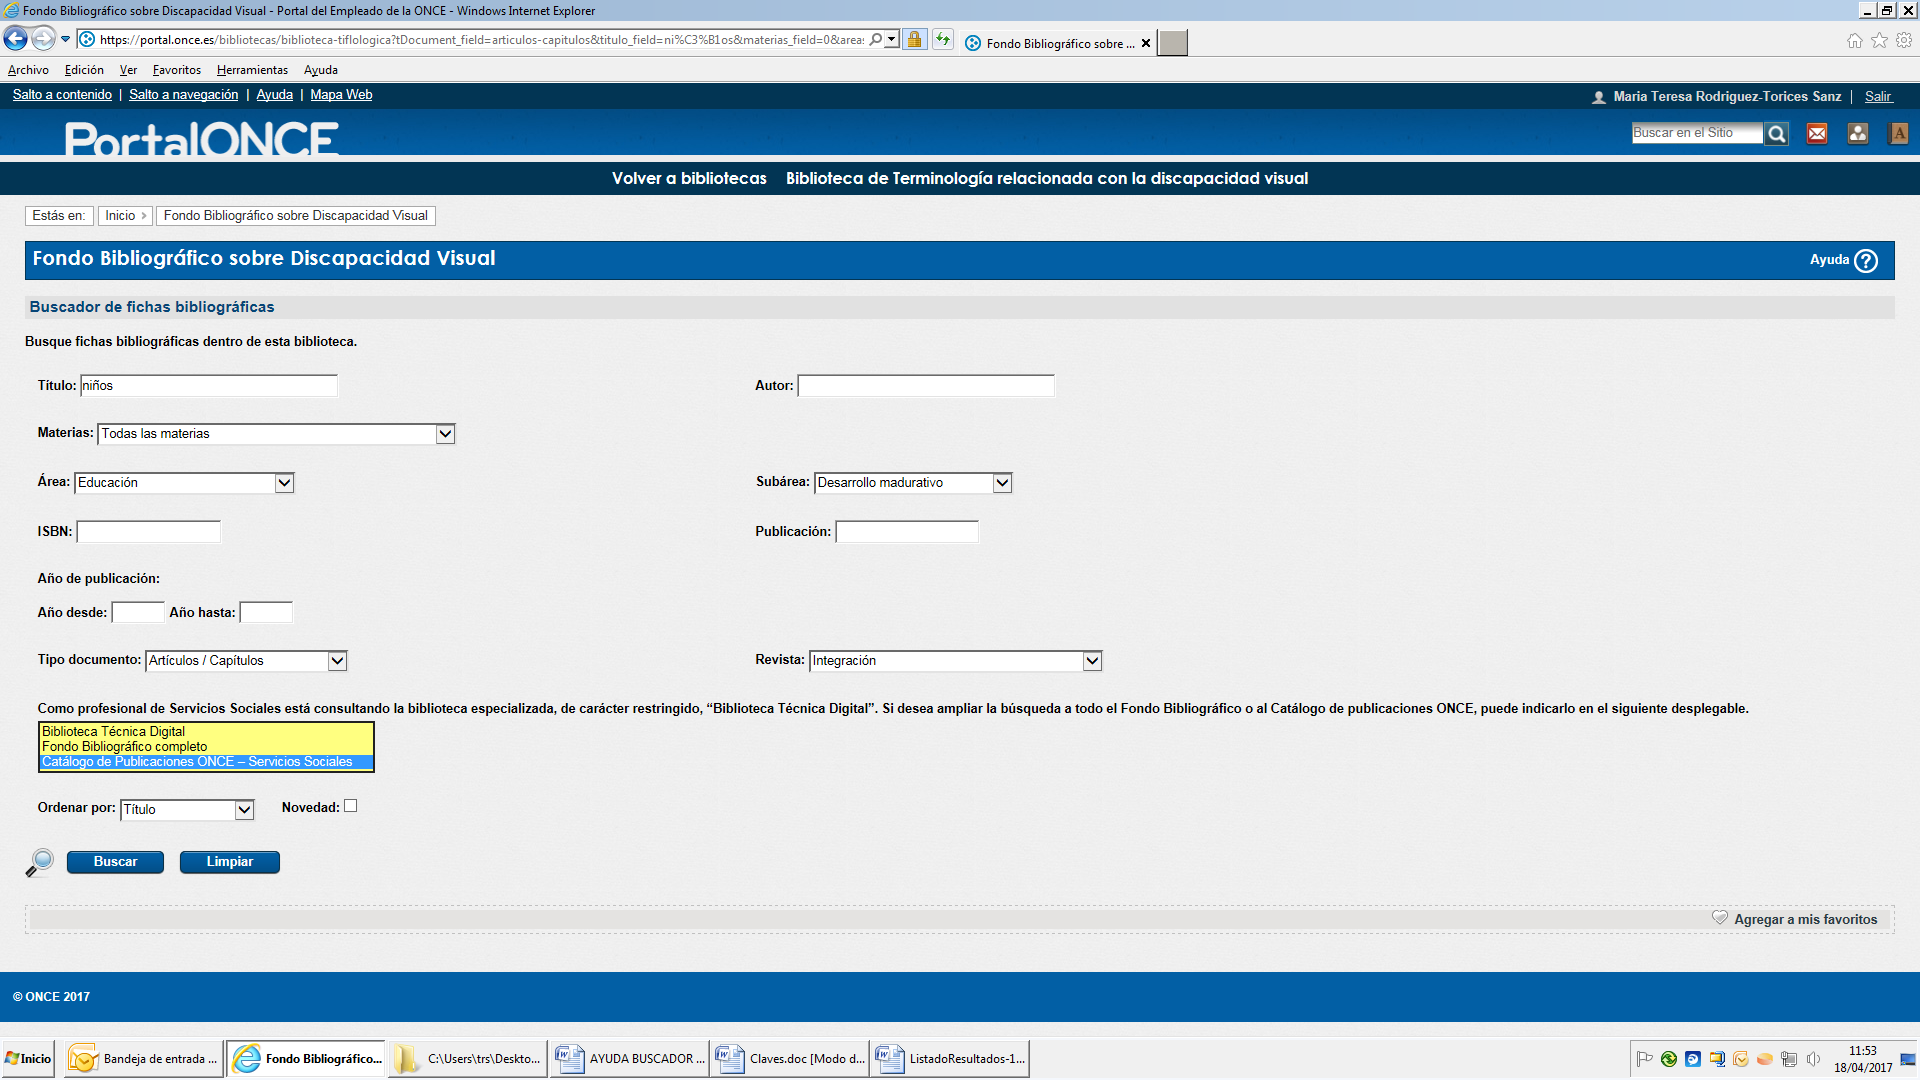 Fondo Bibliográfico sobre Discapacidad Visual - Portal del Empleado de la ONCE - Windows Internet Explorer
https://portal.once.es/bibliotecas/biblioteca-tiflologica?tDocument_field=articulos-capitulos&titulo_field=ni%C3%B1os&materias_field=0&area:
Fondo Bibliográfico sobre ...
Archivo Edición Ver Favoritos Herramientas Ayuda
Salto a contenido | Salto a navegación | Ayuda | Mapa Web
Maria Teresa Rodriguez-Torices Sanz | Salir
PortalONCE
Buscar en el Sitio
Volver a bibliotecas Biblioteca de Terminología relacionada con la discapacidad visual
Estás en: Inicio Fondo Bibliográfico sobre Discapacidad Visual
Fondo Bibliográfico sobre Discapacidad Visual
Ayuda ?
Buscador de fichas bibliográficas
Busque fichas bibliográficas dentro de esta biblioteca.
Título: niños
Autor:
Materias: Todas las materias
Área: Educación
Subárea: Desarrollo madurativo
ISBN:
Publicación:
Año de publicación:
Año desde: Año hasta:
Tipo documento: Artículos / Capítulos
Revista: Integración
Como profesional de Servicios Sociales está consultando la biblioteca especializada, de carácter restringido, “Biblioteca Técnica Digital”. Si desea ampliar la búsqueda a todo el Fondo Bibliográfico o al Catálogo de publicaciones ONCE, puede indicarlo en el siguiente desplegable.
Biblioteca Técnica Digital
Fondo Bibliográfico completo
Catálogo de Publicaciones ONCE – Servicios Sociales
Ordenar por: Título Novedad:
Buscar Limpiar
Agregar a mis favoritos
© ONCE 2017
Inicio Bandeja de entrada ... Fondo Bibliográfico... C:\Users\trs\Deskto... AYUDA BUSCADOR ... Claves.doc [Modo d... ListadoResultados-1...
11:53
18/04/2017